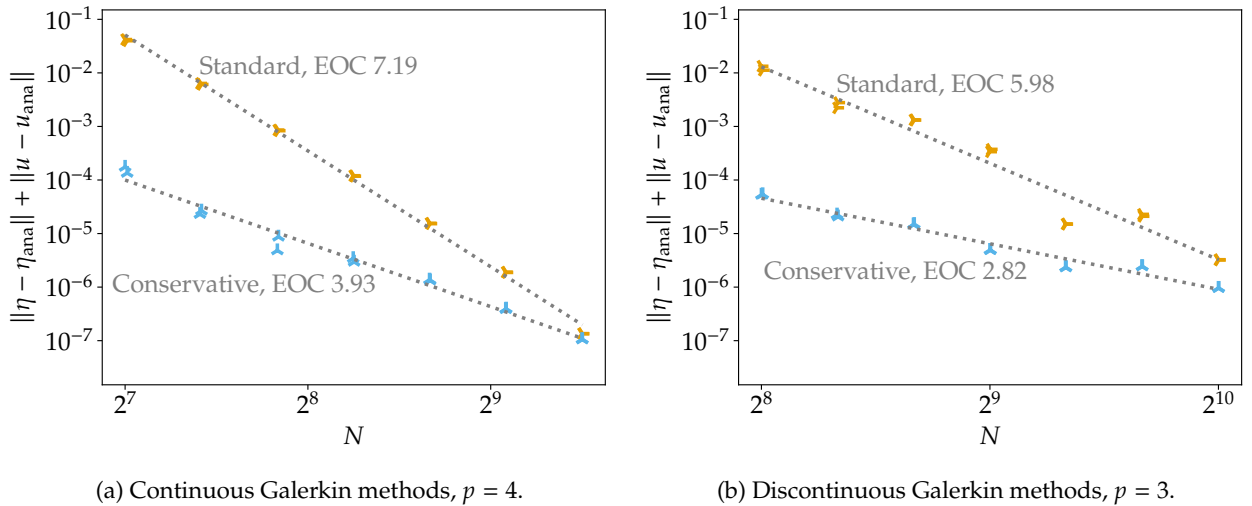 ‖η − η_ana‖ + ‖u − u_ana‖
10^−1
10^−2
10^−3
10^−4
10^−5
10^−6
10^−7
Standard, EOC 7.19
Conservative, EOC 3.93
2^7
2^8
2^9
N
(a) Continuous Galerkin methods, p = 4.
‖η − η_ana‖ + ‖u − u_ana‖
10^−1
10^−2
10^−3
10^−4
10^−5
10^−6
10^−7
Standard, EOC 5.98
Conservative, EOC 2.82
2^8
2^9
2^10
N
(b) Discontinuous Galerkin methods, p = 3.